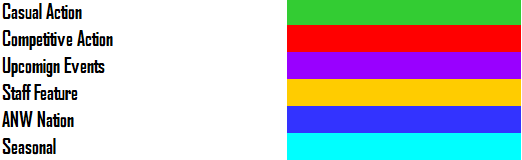 Casual Action
Competitive Action
Upcomign Events
Staff Feature
ANW Nation
Seasonal